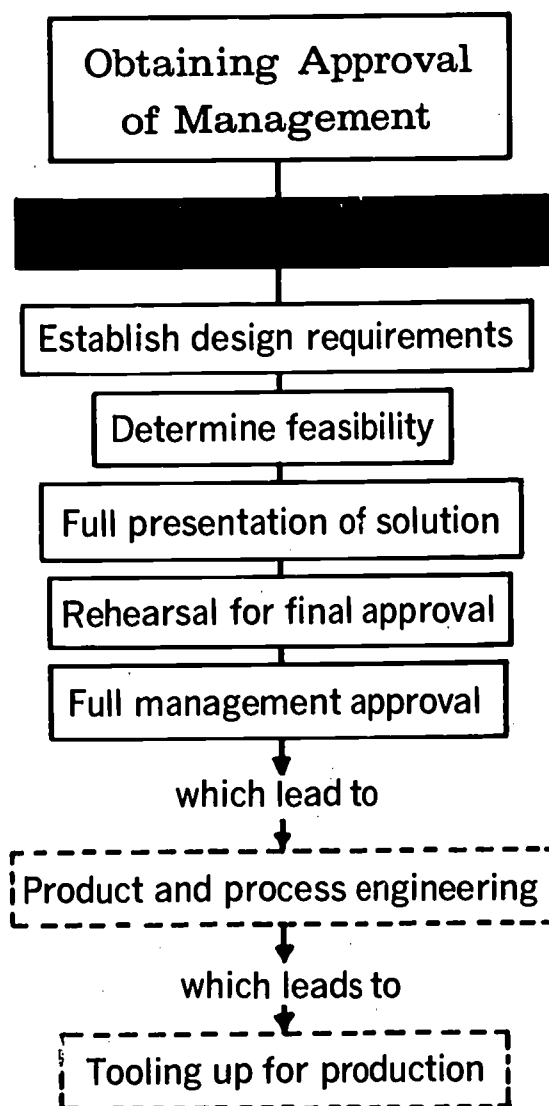 Obtaining Approval
of Management
Establish design requirements
Determine feasibility
Full presentation of solution
Rehearsal for final approval
Full management approval
which lead to
Product and process engineering
which leads to
Tooling up for production